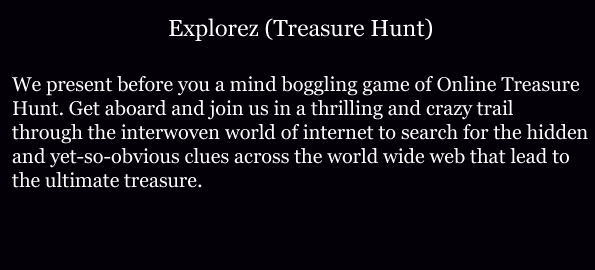 Explorez (Treasure Hunt)
We present before you a mind boggling game of Online Treasure
Hunt. Get aboard and join us in a thrilling and crazy trail
through the interwoven world of internet to search for the hidden
and yet-so-obvious clues across the world wide web that lead to
the ultimate treasure.